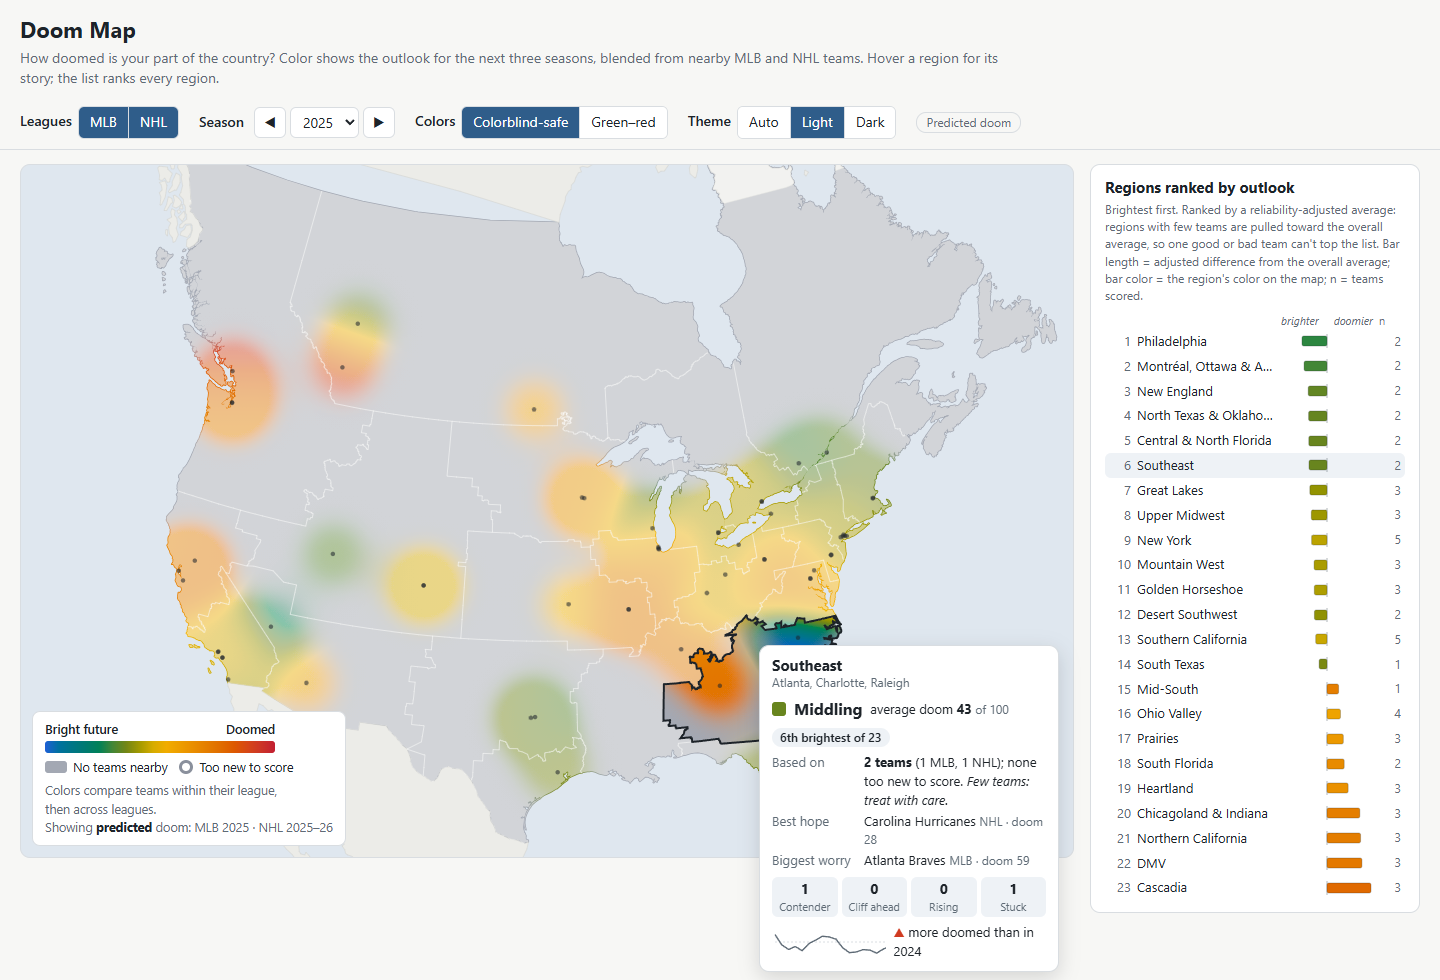 Doom Map
How doomed is your part of the country? Color shows the outlook for the next three seasons, blended from nearby MLB and NHL teams. Hover a region for its
story; the list ranks every region.
Leagues MLB NHL Season ◀ 2025 ▶ Colors Colorblind-safe Green–red Theme Auto Light Dark Predicted doom
Bright future Doomed
No teams nearby Too new to score
Colors compare teams within their league,
then across leagues.
Showing predicted doom: MLB 2025 · NHL 2025–26
Southeast
Atlanta, Charlotte, Raleigh
Middling average doom 43 of 100
6th brightest of 23
Based on 2 teams (1 MLB, 1 NHL); none
too new to score. Few teams:
treat with care.
Best hope Carolina Hurricanes NHL · doom
28
Biggest worry Atlanta Braves MLB · doom 59
1 0 0 1
Contender Cliff ahead Rising Stuck
▲ more doomed than in
2024
Regions ranked by outlook
Brightest first. Ranked by a reliability-adjusted average:
regions with few teams are pulled toward the overall
average, so one good or bad team can't top the list. Bar
length = adjusted difference from the overall average;
bar color = the region's color on the map; n = teams
scored.
brighter doomier n
1 Philadelphia 2
2 Montréal, Ottawa & A... 2
3 New England 2
4 North Texas & Oklaho... 2
5 Central & North Florida 2
6 Southeast 2
7 Great Lakes 3
8 Upper Midwest 3
9 New York 5
10 Mountain West 3
11 Golden Horseshoe 3
12 Desert Southwest 2
13 Southern California 5
14 South Texas 1
15 Mid-South 1
16 Ohio Valley 4
17 Prairies 3
18 South Florida 2
19 Heartland 3
20 Chicagoland & Indiana 3
21 Northern California 3
22 DMV 3
23 Cascadia 3